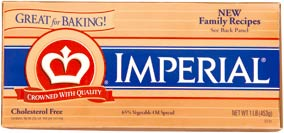 GREAT for BAKING!
NEW
Family Recipes
See Back Panel
IMPERIAL®
CROWNED WITH QUALITY
Cholesterol Free
65% Vegetable Oil Spread
NET WT 1 LB (453g)